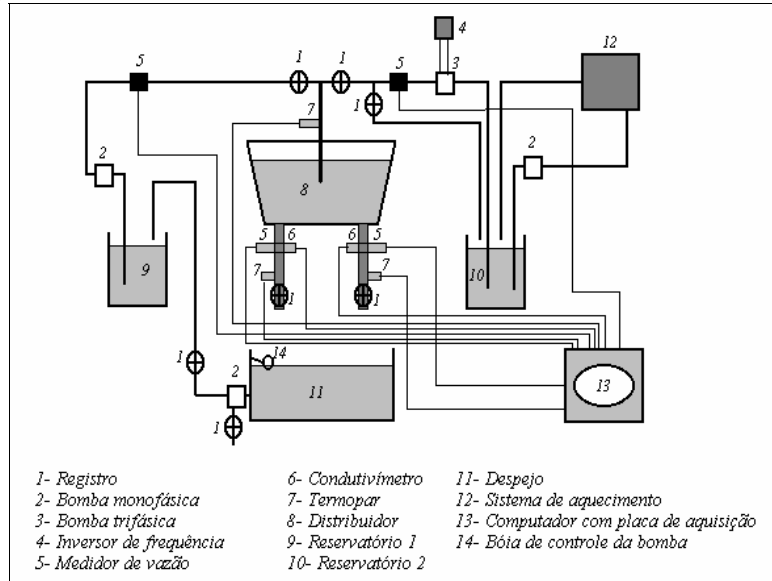 4
5
1
1
5
3
12
1
7
2
2
8
5
6
6
5
9
10
7
7
1
1
14
1
2
11
13
1
1- Registro
2- Bomba monofásica
3- Bomba trifásica
4- Inversor de frequência
5- Medidor de vazão
6- Condutivímetro
7- Termopar
8- Distribuidor
9- Reservatório 1
10- Reservatório 2
11- Despejo
12- Sistema de aquecimento
13- Computador com placa de aquisição
14- Bóia de controle da bomba